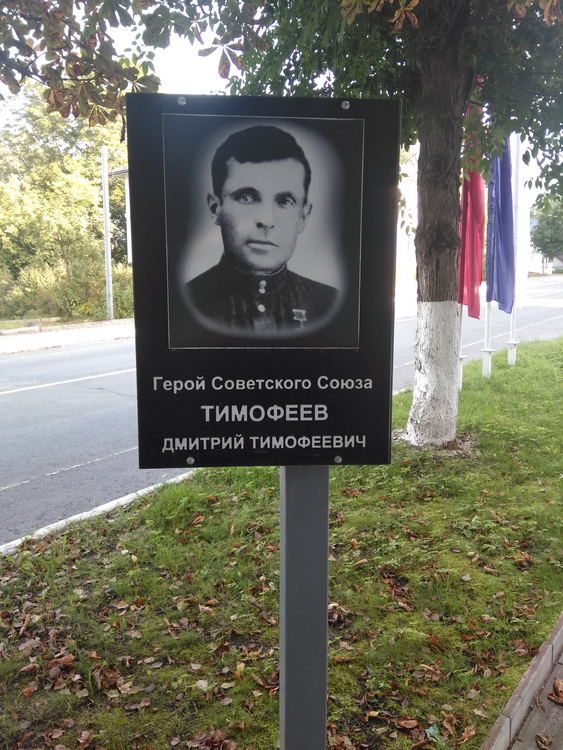 Герой Советского Союза
ТИМОФЕЕВ
ДМИТРИЙ ТИМОФЕЕВИЧ